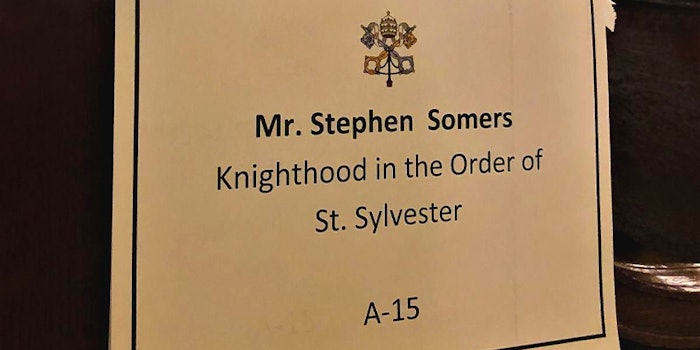 Mr. Stephen Somers
Knighthood in the Order of
St. Sylvester
A-15